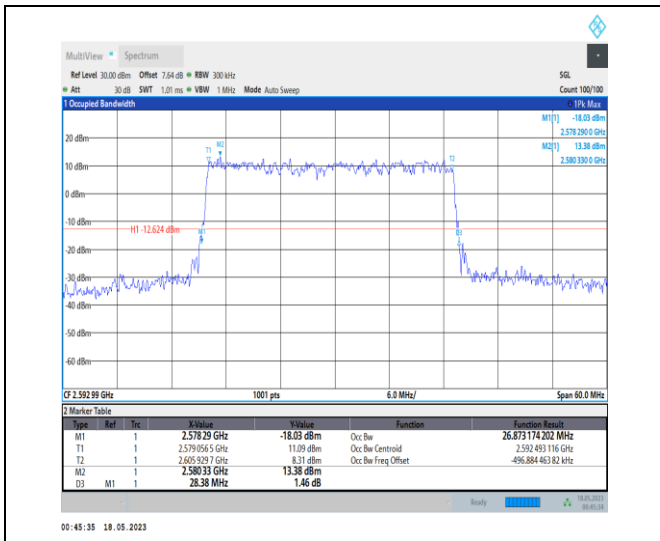 MultiView Spectrum
Ref Level 30.00 dBm Offset 7.64 dB RBW 300 kHz SGL
Att 30 dB SWT 1.01 ms VBW 1 MHz Mode Auto Sweep Count 100/100
1 Occupied Bandwidth 1Pk Max
M1[1] -18.03 dBm
2.578 290 0 GHz
M2[1] 13.38 dBm
2.580 330 0 GHz
20 dBm
T1 M2 T2
10 dBm
0 dBm
-10 dBm
H1 -12.624 dBm
M1 D3
-20 dBm
-30 dBm
-40 dBm
-50 dBm
-60 dBm
CF 2.592 99 GHz 1001 pts 6.0 MHz/ Span 60.0 MHz
2 Marker Table
Type Ref Trc X-Value Y-Value Function Function Result
M1 1 2.578 29 GHz -18.03 dBm Occ Bw 26.873 174 202 MHz
T1 1 2.579 056 5 GHz 11.09 dBm Occ Bw Centroid 2.592 493 116 GHz
T2 1 2.605 929 7 GHz 8.31 dBm Occ Bw Freq Offset -496.884 463 82 kHz
M2 1 2.580 33 GHz 13.38 dBm
D3 M1 1 28.38 MHz 1.46 dB
Ready 18.05.2023
00:45:34
00:45:35 18.05.2023